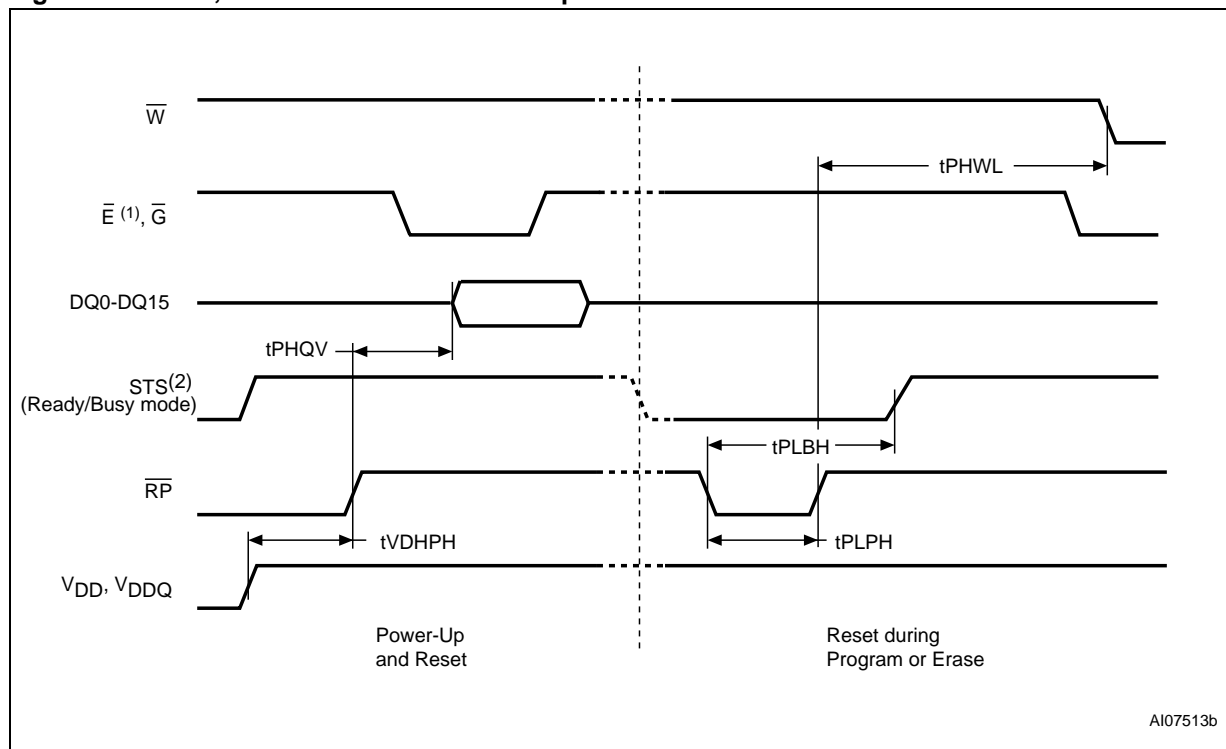 W
tPHWL
E (1), G
DQ0-DQ15
tPHQV
STS(2)
(Ready/Busy mode)
tPLBH
RP
tVDHPH
tPLPH
VDD, VDDQ
Power-Up
and Reset
Reset during
Program or Erase
AI07513b